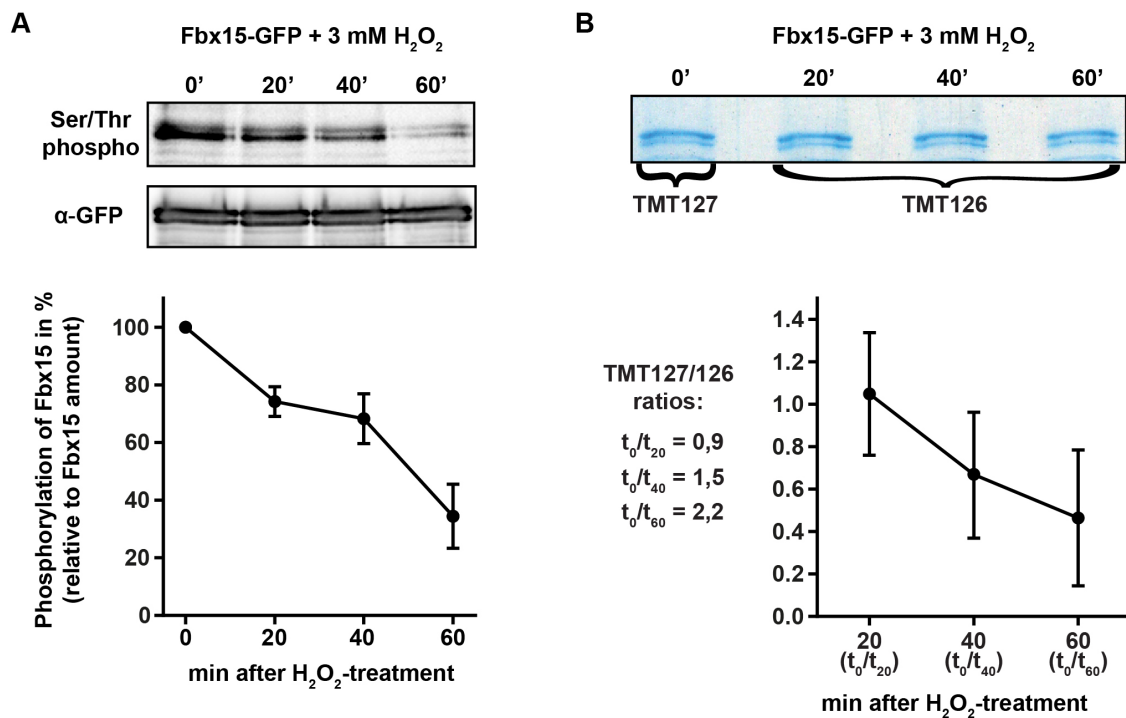 A
Fbx15-GFP + 3 mM H₂O₂
0’ 20’ 40’ 60’
Ser/Thr
phospho
α-GFP
Phosphorylation of Fbx15 in %
(relative to Fbx15 amount)
100
80
60
40
20
0
0 20 40 60
min after H₂O₂-treatment
B
Fbx15-GFP + 3 mM H₂O₂
0’ 20’ 40’ 60’
TMT127 TMT126
TMT127/126
ratios:
t₀/t₂₀ = 0,9
t₀/t₄₀ = 1,5
t₀/t₆₀ = 2,2
1.4
1.2
1.0
0.8
0.6
0.4
0.2
0.0
20 40 60
(t₀/t₂₀) (t₀/t₄₀) (t₀/t₆₀)
min after H₂O₂-treatment